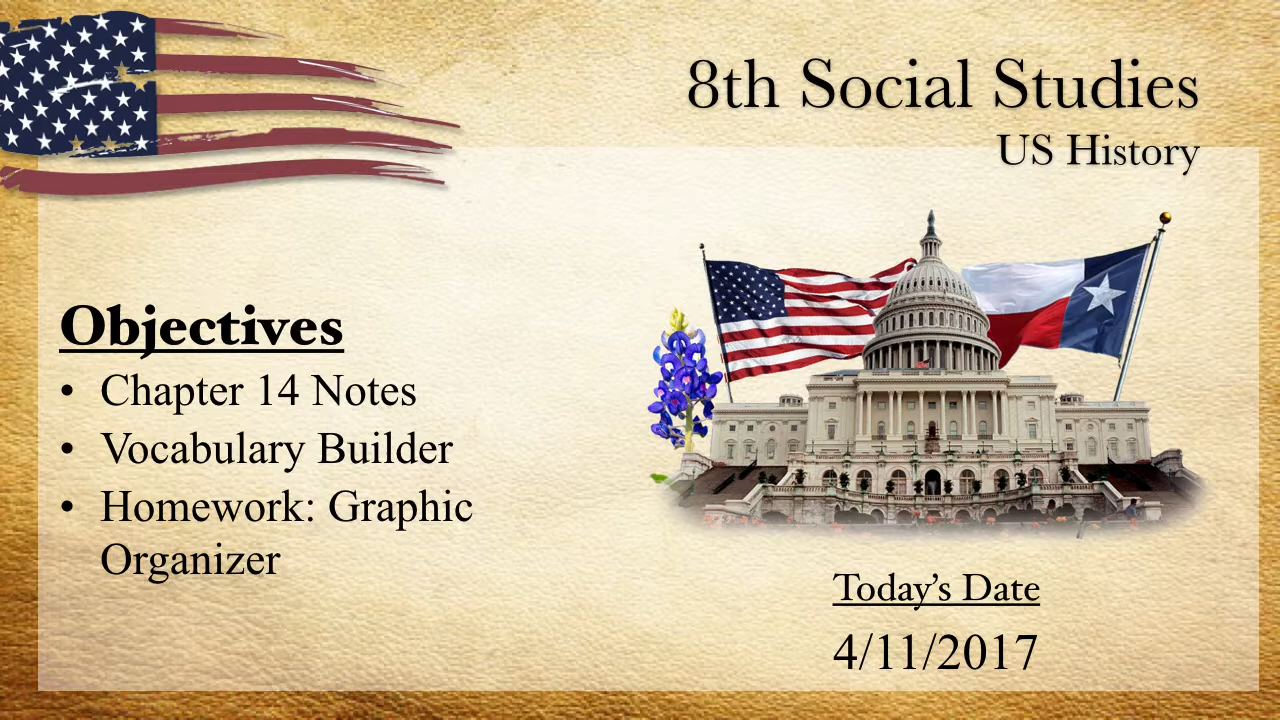 8th Social Studies
US History
Objectives
• Chapter 14 Notes
• Vocabulary Builder
• Homework: Graphic
Organizer
Today’s Date
4/11/2017